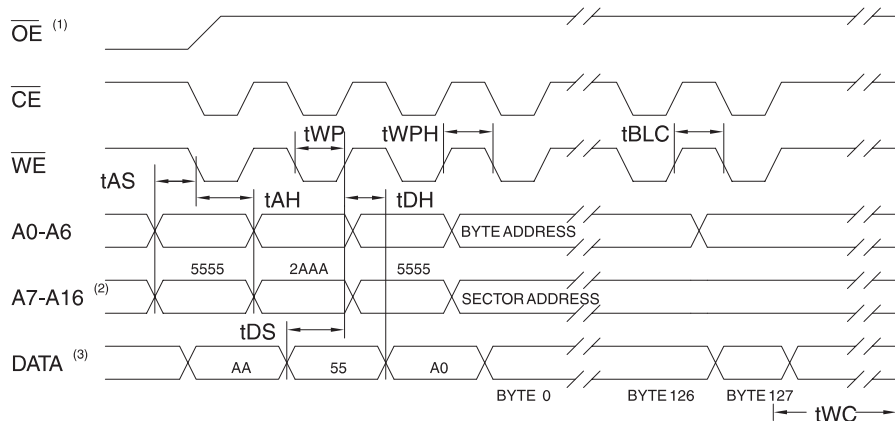 OE (1)
CE
tWP tWPH tBLC
WE
tAS tAH tDH
A0-A6 BYTE ADDRESS
5555 2AAA 5555
A7-A16 (2) SECTOR ADDRESS
tDS
DATA (3) AA 55 A0
BYTE 0 BYTE 126 BYTE 127
tWC